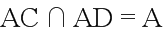 AC ∩ AD = A